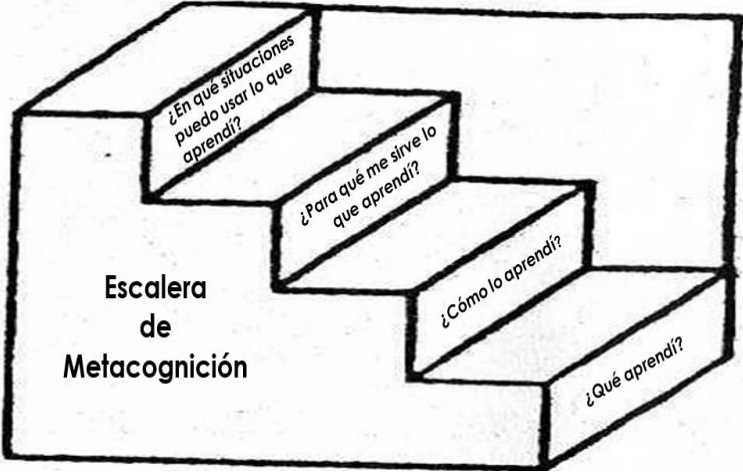 ¿En qué situaciones
puedo usar lo que
aprendí?
¿Para qué me sirve lo
que aprendí?
¿Cómo lo aprendí?
¿Qué aprendí?
Escalera
de
Metacognición